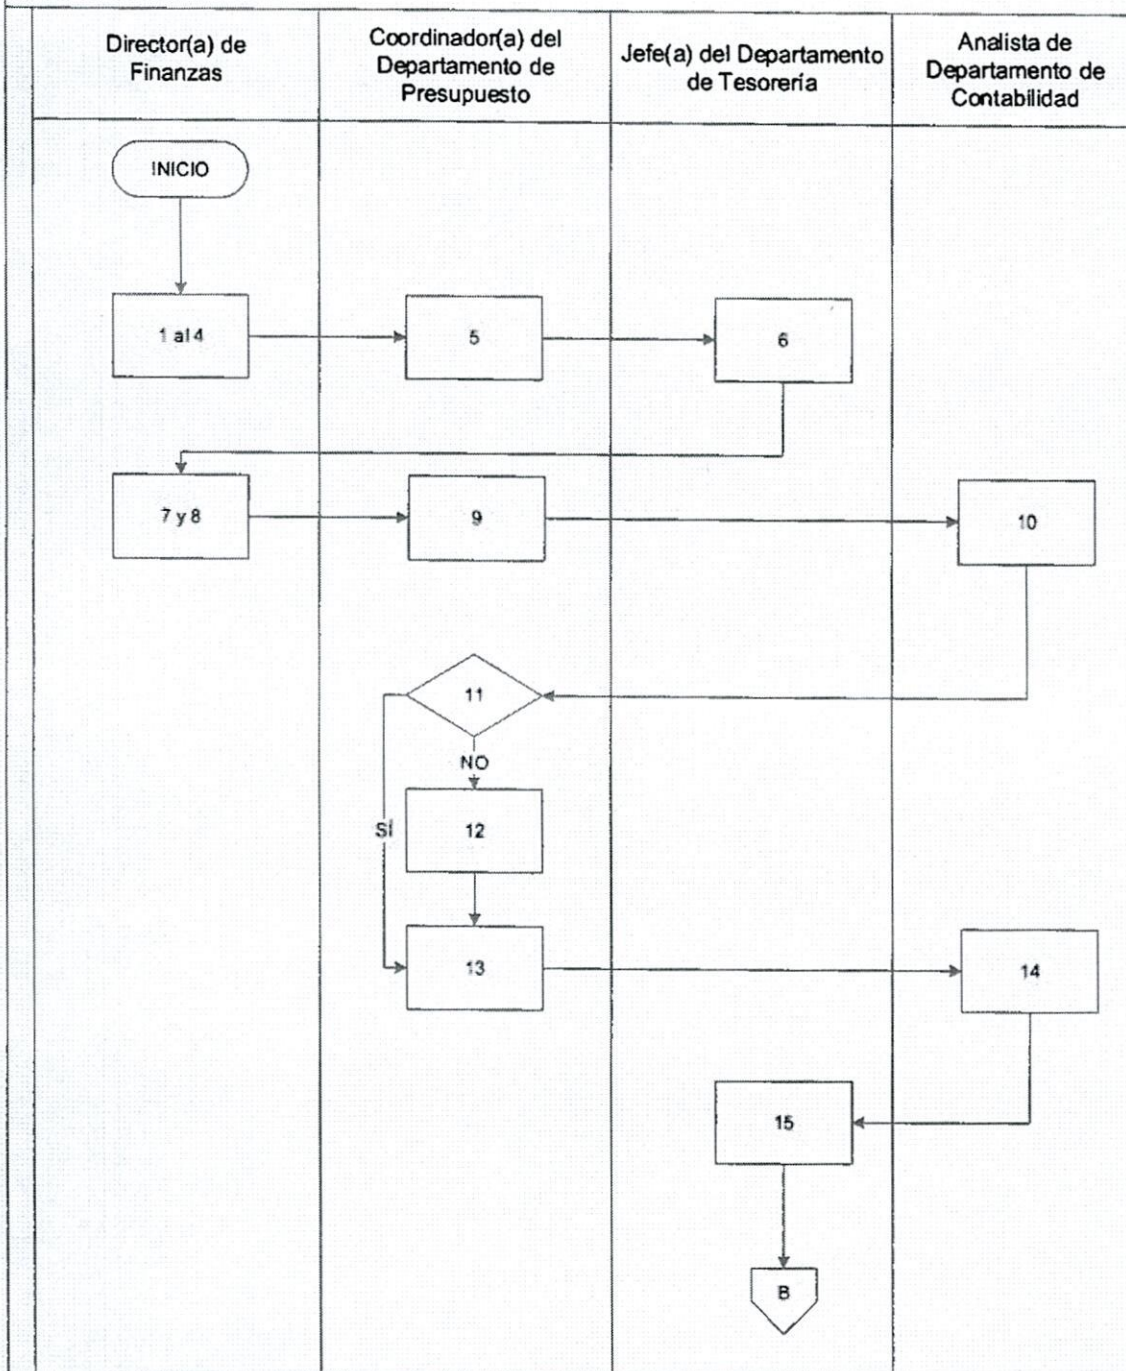 Director(a) de
Finanzas
Coordinador(a) del
Departamento de
Presupuesto
Jefe(a) del Departamento
de Tesorería
Analista de
Departamento de
Contabilidad
INICIO
1 al 4
5
6
7 y 8
9
10
11
NO
SÍ
12
13
14
15
B